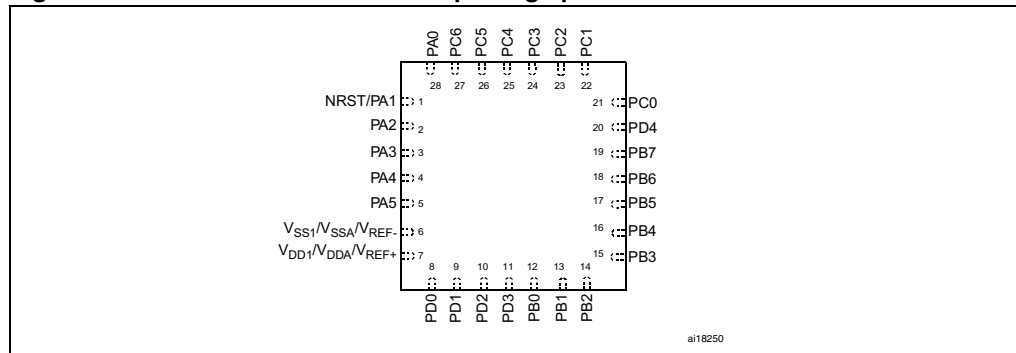 PA0 PC6 PC5 PC4 PC3 PC2 PC1
28 27 26 25 24 23 22
NRST/PA1 1 21 PC0
PA2 2 20 PD4
PA3 3 19 PB7
PA4 4 18 PB6
PA5 5 17 PB5
VSS1/VSSA/VREF- 6 16 PB4
VDD1/VDDA/VREF+ 7 15 PB3
8 9 10 11 12 13 14
PD0 PD1 PD2 PD3 PB0 PB1 PB2
ai18250